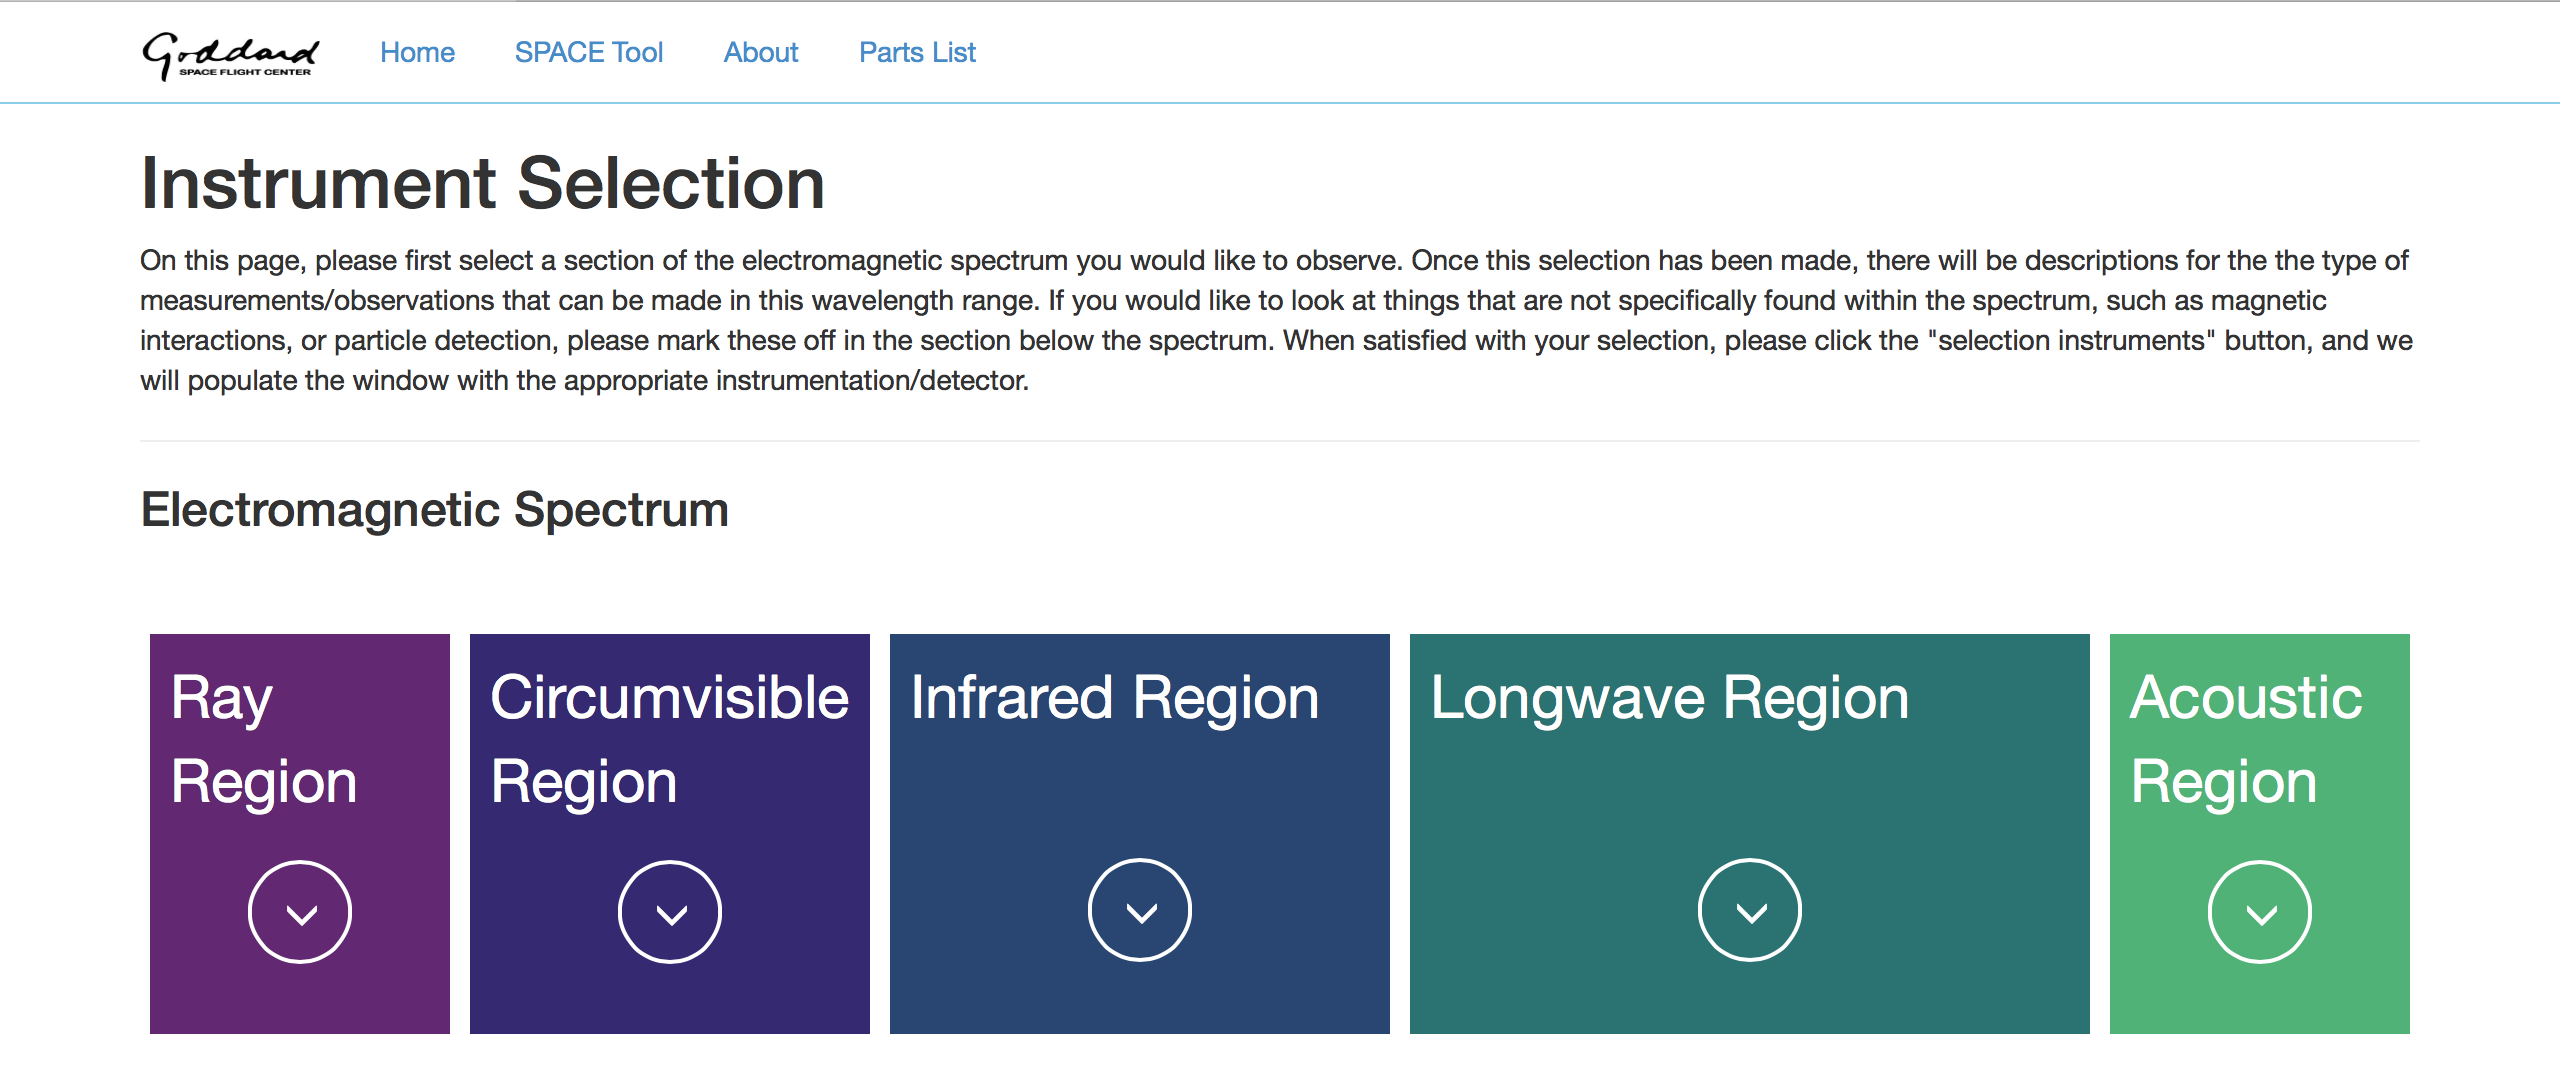 Goddard
SPACE FLIGHT CENTER
Home SPACE Tool About Parts List
Instrument Selection
On this page, please first select a section of the electromagnetic spectrum you would like to observe. Once this selection has been made, there will be descriptions for the the type of
measurements/observations that can be made in this wavelength range. If you would like to look at things that are not specifically found within the spectrum, such as magnetic
interactions, or particle detection, please mark these off in the section below the spectrum. When satisfied with your selection, please click the "selection instruments" button, and we
will populate the window with the appropriate instrumentation/detector.
Electromagnetic Spectrum
Ray
Region
Circumvisible
Region
Infrared Region
Longwave Region
Acoustic
Region